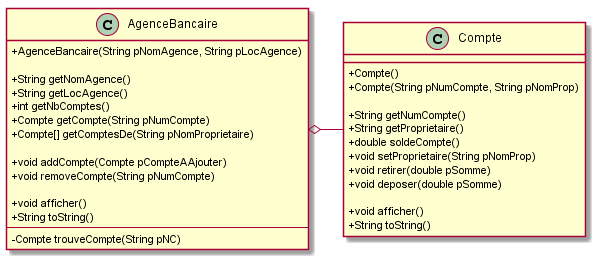 C AgenceBancaire
+AgenceBancaire(String pNomAgence, String pLocAgence)
+String getNomAgence()
+String getLocAgence()
+int getNbComptes()
+Compte getCompte(String pNumCompte)
+Compte[] getComptesDe(String pNomProprietaire)
+void addCompte(Compte pCompteAAjouter)
+void removeCompte(String pNumCompte)
+void afficher()
+String toString()
-Compte trouveCompte(String pNC)
C Compte
+Compte()
+Compte(String pNumCompte, String pNomProp)
+String getNumCompte()
+String getProprietaire()
+double soldeCompte()
+void setProprietaire(String pNomProp)
+void retirer(double pSomme)
+void deposer(double pSomme)
+void afficher()
+String toString()